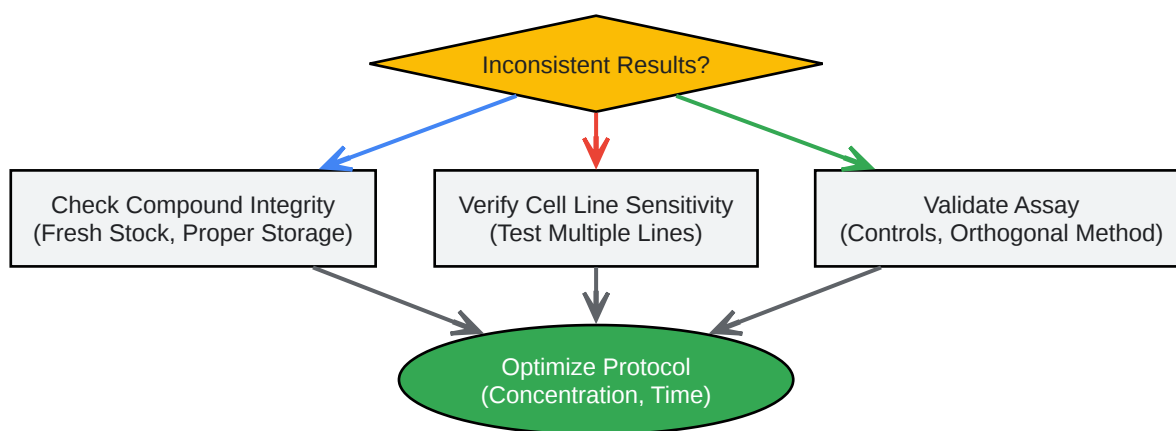 Inconsistent Results?
Check Compound Integrity
(Fresh Stock, Proper Storage)
Verify Cell Line Sensitivity
(Test Multiple Lines)
Validate Assay
(Controls, Orthogonal Method)
Optimize Protocol
(Concentration, Time)